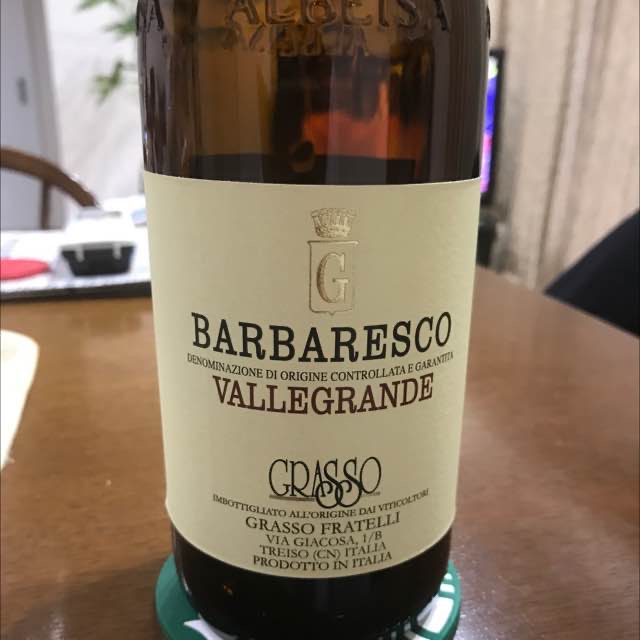 ALBEISA
G
BARBARESCO
DENOMINAZIONE DI ORIGINE CONTROLLATA E GARANTITA
VALLEGRANDE
GRASSO
IMBOTTIGLIATO ALL'ORIGINE DAI VITICOLTORI
GRASSO FRATELLI
VIA GIACOSA, 1/B
TREISO (CN) ITALIA
PRODOTTO IN ITALIA